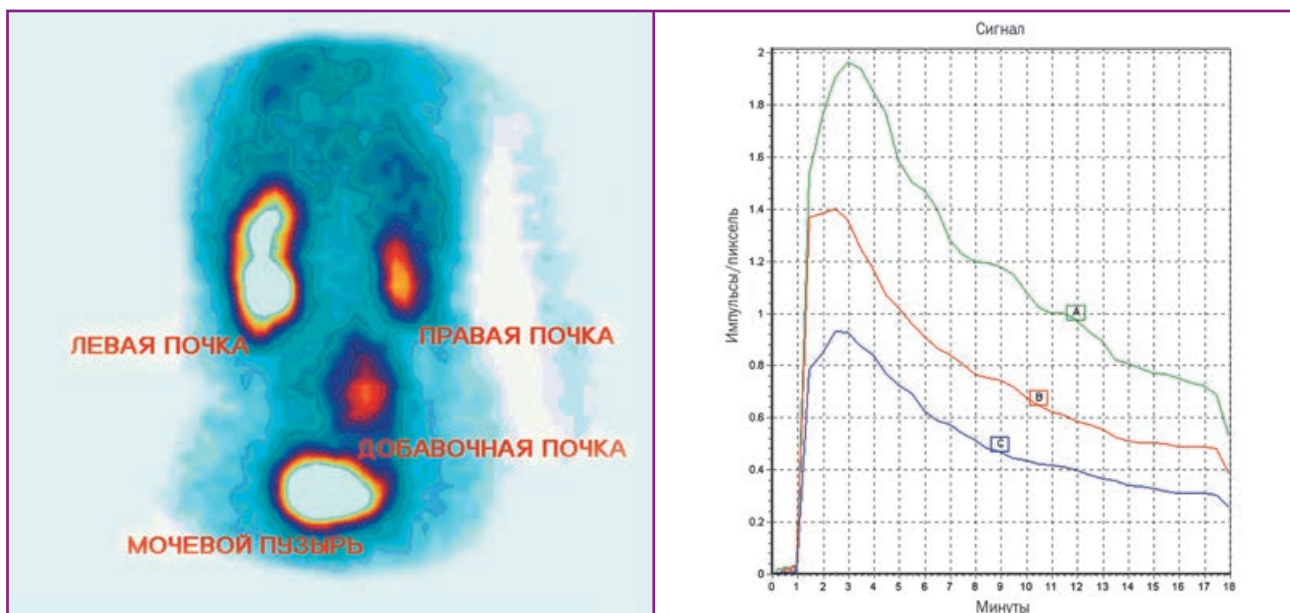 ЛЕВАЯ ПОЧКА
ПРАВАЯ ПОЧКА
ДОБАВОЧНАЯ ПОЧКА
МОЧЕВОЙ ПУЗЫРЬ
Сигнал
Импульсы/пиксель
2
1.8
1.6
1.4
1.2
1
0.8
0.6
0.4
0.2
0
A
B
C
0 1 2 3 4 5 6 7 8 9 10 11 12 13 14 15 16 17 18
Минуты